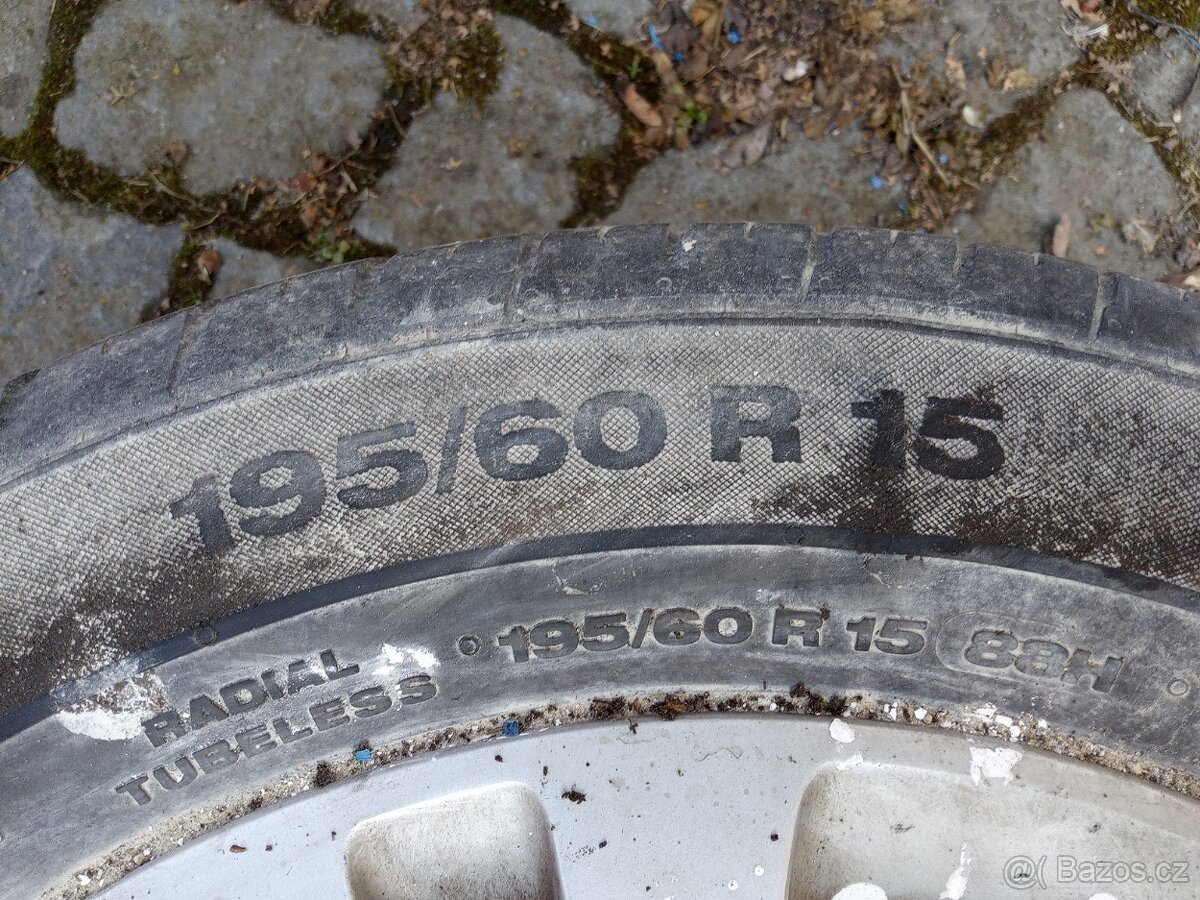 195/60 R 15
RADIAL
TUBELESS
195/60 R 15 88H
Bazos.cz